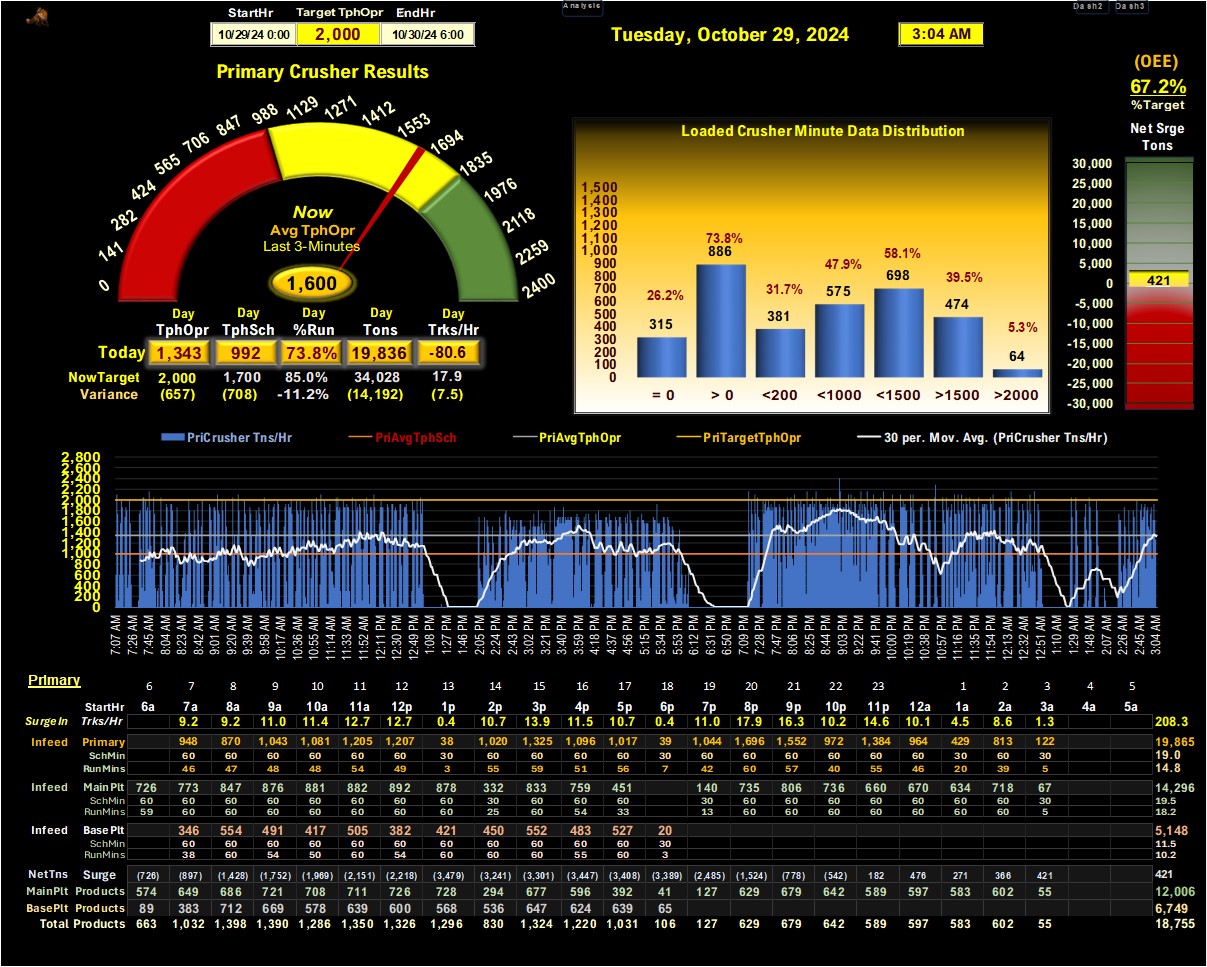 Analysis
Dash2 Dash3
StartHr Target TphOpr EndHr
10/29/24 0:00 2,000 10/30/24 6:00
Tuesday, October 29, 2024 3:04 AM
(OEE)
67.2%
%Target
Net Srge
Tons
30,000
25,000
20,000
15,000
10,000
5,000
0
-5,000
-10,000
-15,000
-20,000
-25,000
-30,000
421
Primary Crusher Results
0 141 282 424 565 706 847 988 1129 1271 1412 1553 1694 1835 1976 2118 2259 2400
Now
Avg TphOpr
Last 3-Minutes
1,600
Day Day Day Day Day
TphOpr TphSch %Run Tons Trks/Hr
Today 1,343 992 73.8% 19,836 -80.6
NowTarget 2,000 1,700 85.0% 34,028 17.9
Variance (657) (708) -11.2% (14,192) (7.5)
Loaded Crusher Minute Data Distribution
1,500
1,400
1,300
1,200
1,100
1,000
900
800
700
600
500
400
300
200
100
0
26.2% 73.8% 31.7% 47.9% 58.1% 39.5% 5.3%
315 886 381 575 698 474 64
= 0 > 0 <200 <1000 <1500 >1500 >2000
PriCrusher Tns/Hr PriAvgTphSch PriAvgTphOpr PriTargetTphOpr 30 per. Mov. Avg. (PriCrusher Tns/Hr)
2,800
2,600
2,400
2,200
2,000
1,800
1,600
1,400
1,200
1,000
800
600
400
200
0
7:07 AM 7:26 AM 7:45 AM 8:04 AM 8:23 AM 8:42 AM 9:01 AM 9:20 AM 9:39 AM 9:58 AM 10:17 AM 10:36 AM 10:55 AM 11:14 AM 11:33 AM 11:52 AM 12:11 PM 12:30 PM 12:49 PM 1:08 PM 1:27 PM 1:46 PM 2:05 PM 2:24 PM 2:43 PM 3:02 PM 3:21 PM 3:40 PM 3:59 PM 4:18 PM 4:37 PM 4:56 PM 5:15 PM 5:34 PM 5:53 PM 6:12 PM 6:31 PM 6:50 PM 7:09 PM 7:28 PM 7:47 PM 8:06 PM 8:25 PM 8:44 PM 9:03 PM 9:22 PM 9:41 PM 10:00 PM 10:19 PM 10:38 PM 10:57 PM 11:16 PM 11:35 PM 11:54 PM 12:13 AM 12:32 AM 12:51 AM 1:10 AM 1:29 AM 1:48 AM 2:07 AM 2:26 AM 2:45 AM 3:04 AM
Primary 6 7 8 9 10 11 12 13 14 15 16 17 18 19 20 21 22 23 1 2 3 4 5
StartHr 6a 7a 8a 9a 10a 11a 12p 1p 2p 3p 4p 5p 6p 7p 8p 9p 10p 11p 12a 1a 2a 3a 4a 5a
SurgeIn Trks/Hr 9.2 9.2 11.0 11.4 12.7 12.7 0.4 10.7 13.9 11.5 10.7 0.4 11.0 17.9 16.3 10.2 14.6 10.1 4.5 8.6 1.3 208.3
Infeed Primary 948 870 1,043 1,081 1,205 1,207 38 1,020 1,325 1,096 1,017 39 1,044 1,696 1,552 972 1,384 964 429 813 122 19,865
SchMin 60 60 60 60 60 60 30 60 60 60 60 30 60 60 60 60 60 60 30 60 30 19.0
RunMins 46 47 48 48 54 49 3 55 59 51 56 7 42 60 57 40 55 46 20 39 5 14.8
Infeed MainPlt 726 773 847 876 881 882 892 878 332 833 759 451 140 735 806 736 660 670 634 718 67 14,296
SchMin 60 60 60 60 60 60 60 60 30 60 60 60 30 60 60 60 60 60 60 60 30 19.5
RunMins 59 60 60 60 60 60 60 60 25 60 54 33 13 60 60 60 60 60 60 60 5 18.2
Infeed Base Plt 346 554 491 417 505 382 421 450 552 483 527 20 5,148
SchMin 60 60 60 60 60 60 60 60 60 60 60 30 11.5
RunMins 38 60 54 50 60 54 60 60 60 55 60 3 10.2
NetTns Surge (726) (897) (1,428) (1,752) (1,969) (2,151) (2,218) (3,479) (3,241) (3,301) (3,447) (3,408) (3,389) (2,485) (1,524) (778) (542) 182 476 271 366 421 421
MainPlt Products 574 649 686 721 708 711 726 728 294 677 596 392 41 127 629 679 642 589 597 583 602 55 12,006
BasePlt Products 89 383 712 669 578 639 600 568 536 647 624 639 65 6,749
Total Products 663 1,032 1,398 1,390 1,286 1,350 1,326 1,296 830 1,324 1,220 1,031 106 127 629 679 642 589 597 583 602 55 18,755